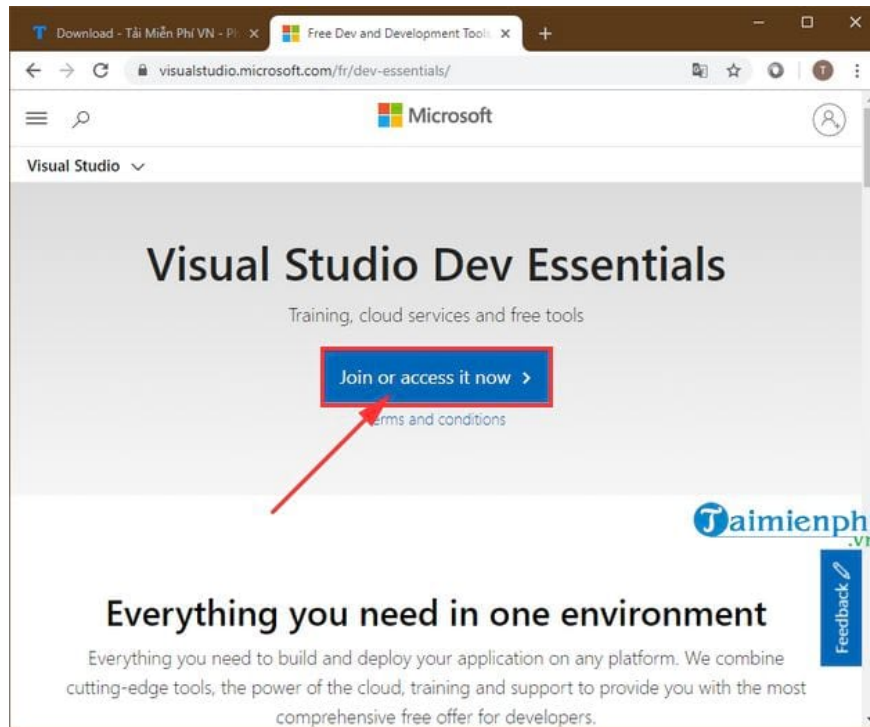 Download - Tải Miễn Phí VN - Ph
Free Dev and Development Tools
visualstudio.microsoft.com/fr/dev-essentials/
T
Microsoft
Visual Studio
Visual Studio Dev Essentials
Training, cloud services and free tools
Join or access it now
erms and conditions
Taimienph
.vn
Feedback
Everything you need in one environment
Everything you need to build and deploy your application on any platform. We combine
cutting-edge tools, the power of the cloud, training and support to provide you with the most
comprehensive free offer for developers.